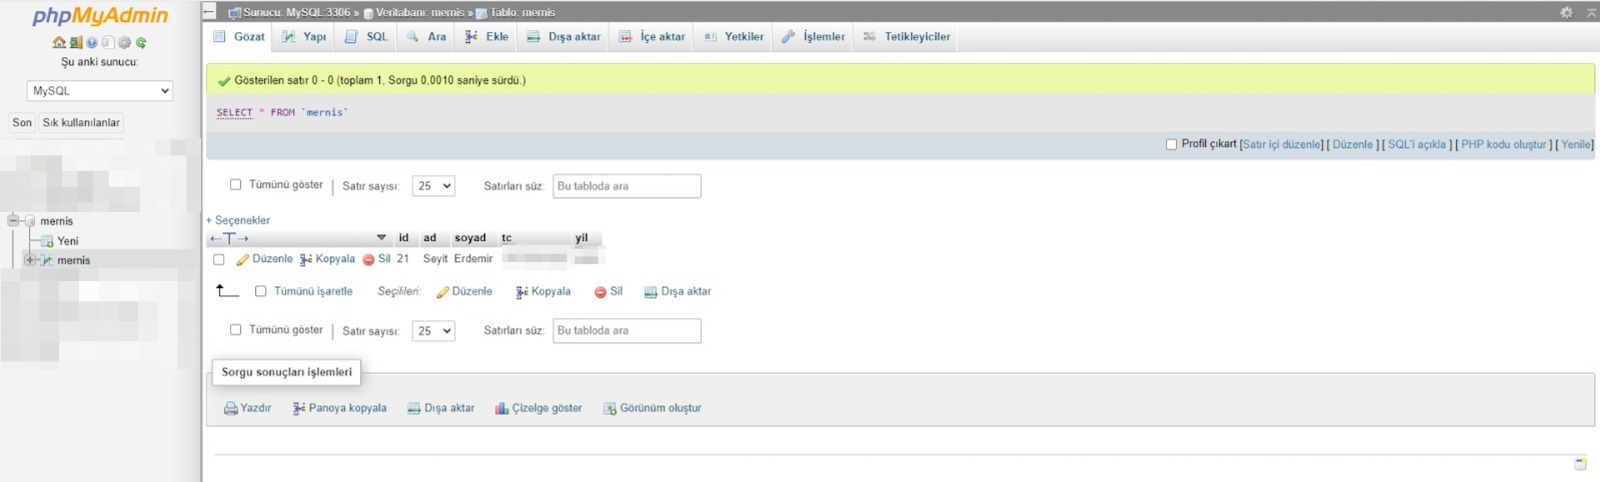 phpMyAdmin
Şu anki sunucu:
MySQL
Son Sık kullanılanlar
mernis
Yeni
mernis
Sunucu: MySQL:3306 » Veritabanı: mernis » Tablo: mernis
Gözat Yapı SQL Ara Ekle Dışa aktar İçe aktar Yetkiler İşlemler Tetikleyiciler
Gösterilen satır 0 - 0 (toplam 1, Sorgu 0,0010 saniye sürdü.)
SELECT * FROM `mernis`
Profil çıkart [Satır içi düzenle] [ Düzenle ] [ SQL'i açıkla ] [ PHP kodu oluştur ] [ Yenile]
Tümünü göster | Satır sayısı: 25 Satırları süz: Bu tabloda ara
+ Seçenekler
←T→ id ad soyad tc yil
Düzenle Kopyala Sil 21 Seyit Erdemir
Tümünü işaretle Seçilileri: Düzenle Kopyala Sil Dışa aktar
Tümünü göster | Satır sayısı: 25 Satırları süz: Bu tabloda ara
Sorgu sonuçları işlemleri
Yazdır Panoya kopyala Dışa aktar Çizelge göster Görünüm oluştur